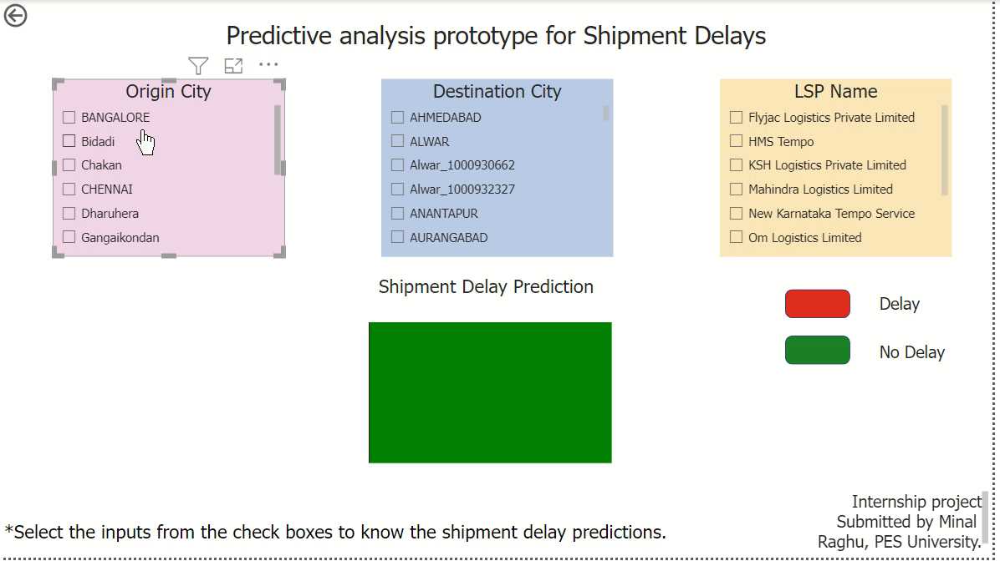 Predictive analysis prototype for Shipment Delays
Origin City
BANGALORE
Bidadi
Chakan
CHENNAI
Dharuhera
Gangaikondan
Destination City
AHMEDABAD
ALWAR
Alwar_1000930662
Alwar_1000932327
ANANTAPUR
AURANGABAD
LSP Name
Flyjac Logistics Private Limited
HMS Tempo
KSH Logistics Private Limited
Mahindra Logistics Limited
New Karnataka Tempo Service
Om Logistics Limited
Shipment Delay Prediction
Delay
No Delay
*Select the inputs from the check boxes to know the shipment delay predictions.
Internship project
Submitted by Minal
Raghu, PES University.